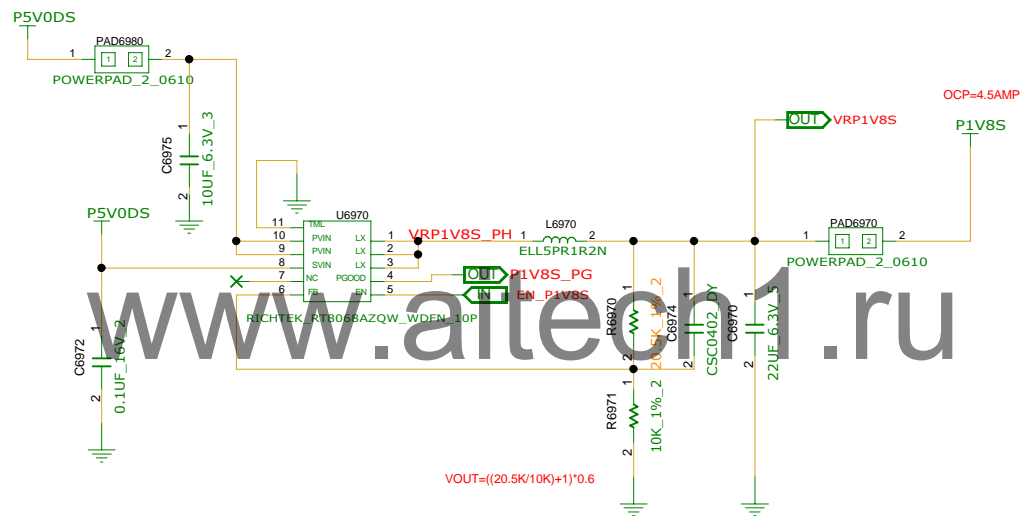 P5V0DS
PAD6980
1 1 2 2
POWERPAD_2_0610
OCP=4.5AMP
OUT VRP1V8S
P1V8S
1
C6975
2
10UF_6.3V_3
P5V0DS
U6970
11 TML
10 PVIN LX 1
9 PVIN LX 2
8 SVIN LX 3
7 NC PGOOD 4
6 FB EN 5
RICHTEK_RT8068AZQW_WDFN_10P
VRP1V8S_PH
1 L6970 2
ELL5PR1R2N
OUT P1V8S_PG
IN EN_P1V8S
PAD6970
1 1 2 2
POWERPAD_2_0610
www.aitech1.ru
1
C6972
2
0.1UF_16V_2
1
R6970
2
20.5K_1%_2
1
C6974
2
CSC0402_DY
1
C6970
2
22UF_6.3V_5
1
R6971
2
10K_1%_2
VOUT=((20.5K/10K)+1)*0.6